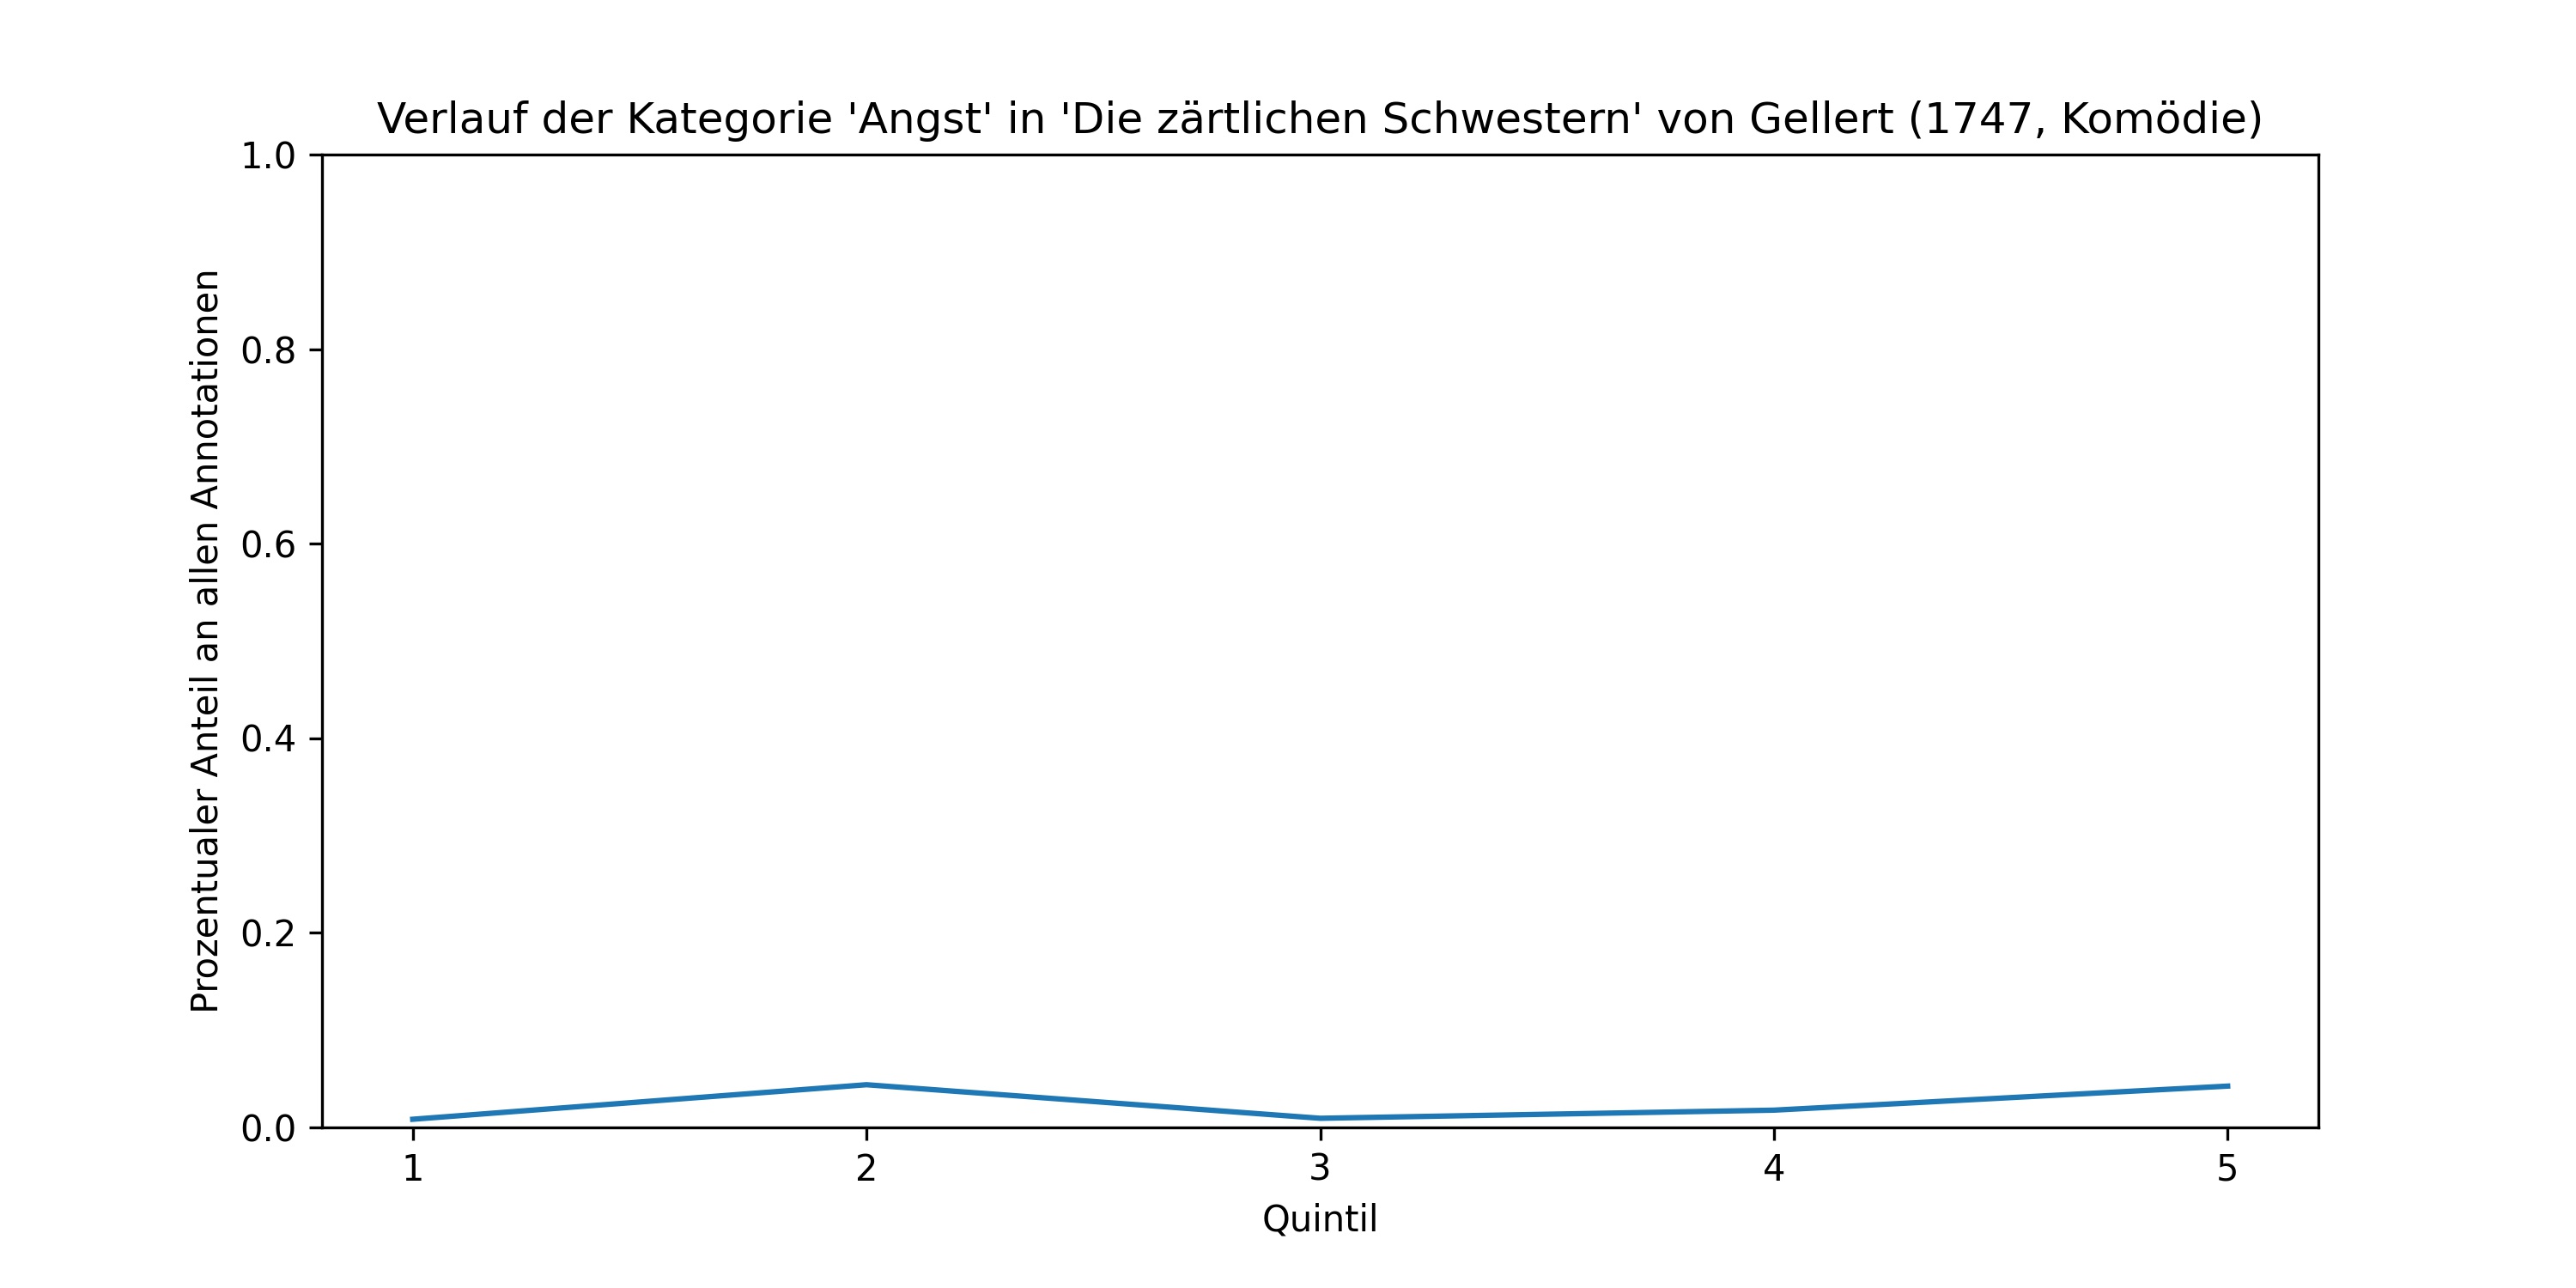 Verlauf der Kategorie 'Angst' in 'Die zärtlichen Schwestern' von Gellert (1747, Komödie)
Prozentualer Anteil an allen Annotationen
1.0
0.8
0.6
0.4
0.2
0.0
1 2 3 4 5
Quintil